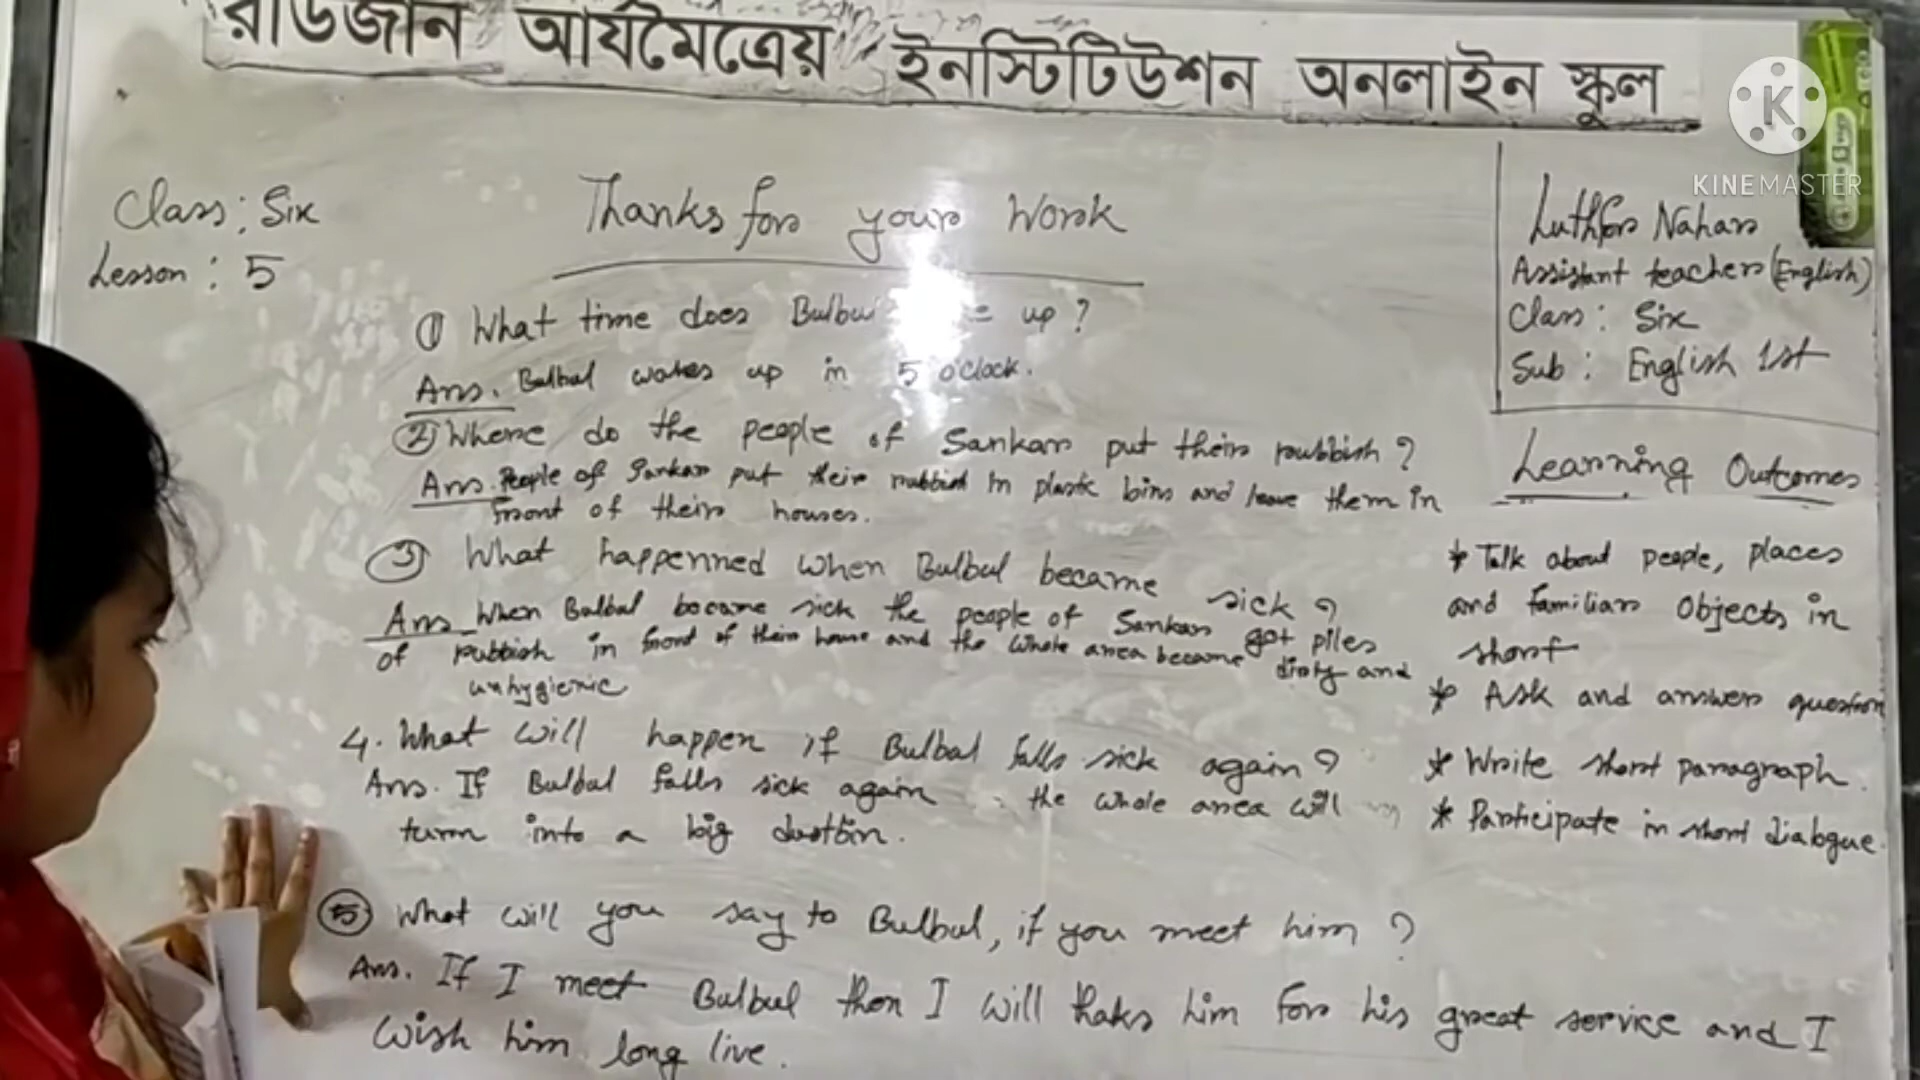 রাউজান আর্যমৈত্রেয় ইনস্টিটিউশন অনলাইন স্কুল
KINEMASTER
Class: Six
Lesson: 5
Thanks for your Work
① What time does Bulbul up?
Ans. Bulbul wakes up in 5 o'clock.
② Where do the people of Sankar put their rubbish?
Ans. People of Sankar put their rubbish In plastic bins and leave them in
front of their houses.
③ What happenned when Bulbul became sick?
Ans When Bulbul become sick the people of Sankar got piles
of rubbish in front of their house and the whole area became dirty and
unhygienic
4. What will happen if Bulbul falls sick again?
Ans. If Bulbul falls sick again the whole area will
turn into a big dustbin.
⑤ What will you say to Bulbul, if you meet him?
Ans. If I meet Bulbul then I will thaks him for his great service and I
Wish him long live.
Luthfor Nahar
Assistant teacher (English)
Class: Six
Sub: English 1st
Learning Outcomes
* Talk about people, places
and familiar Objects in
short
* Ask and answer question
* Write short paragraph.
* Participate in short dialogue.